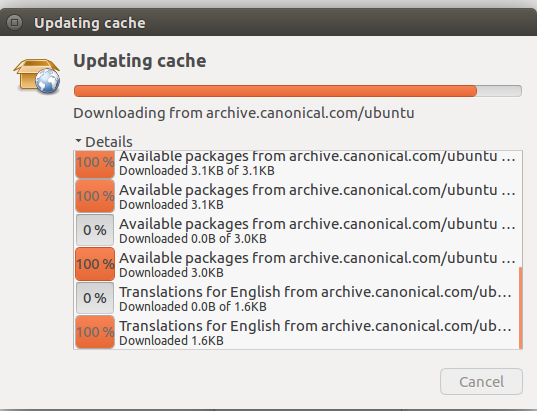 Updating cache
Updating cache
Downloading from archive.canonical.com/ubuntu
Details
100 % Available packages from archive.canonical.com/ubuntu ...
Downloaded 3.1KB of 3.1KB
100 % Available packages from archive.canonical.com/ubuntu ...
Downloaded 3.1KB
0 % Available packages from archive.canonical.com/ubuntu ...
Downloaded 0.0B of 3.0KB
100 % Available packages from archive.canonical.com/ubuntu ...
Downloaded 3.0KB
0 % Translations for English from archive.canonical.com/ub...
Downloaded 0.0B of 1.6KB
100 % Translations for English from archive.canonical.com/ub...
Downloaded 1.6KB
Cancel